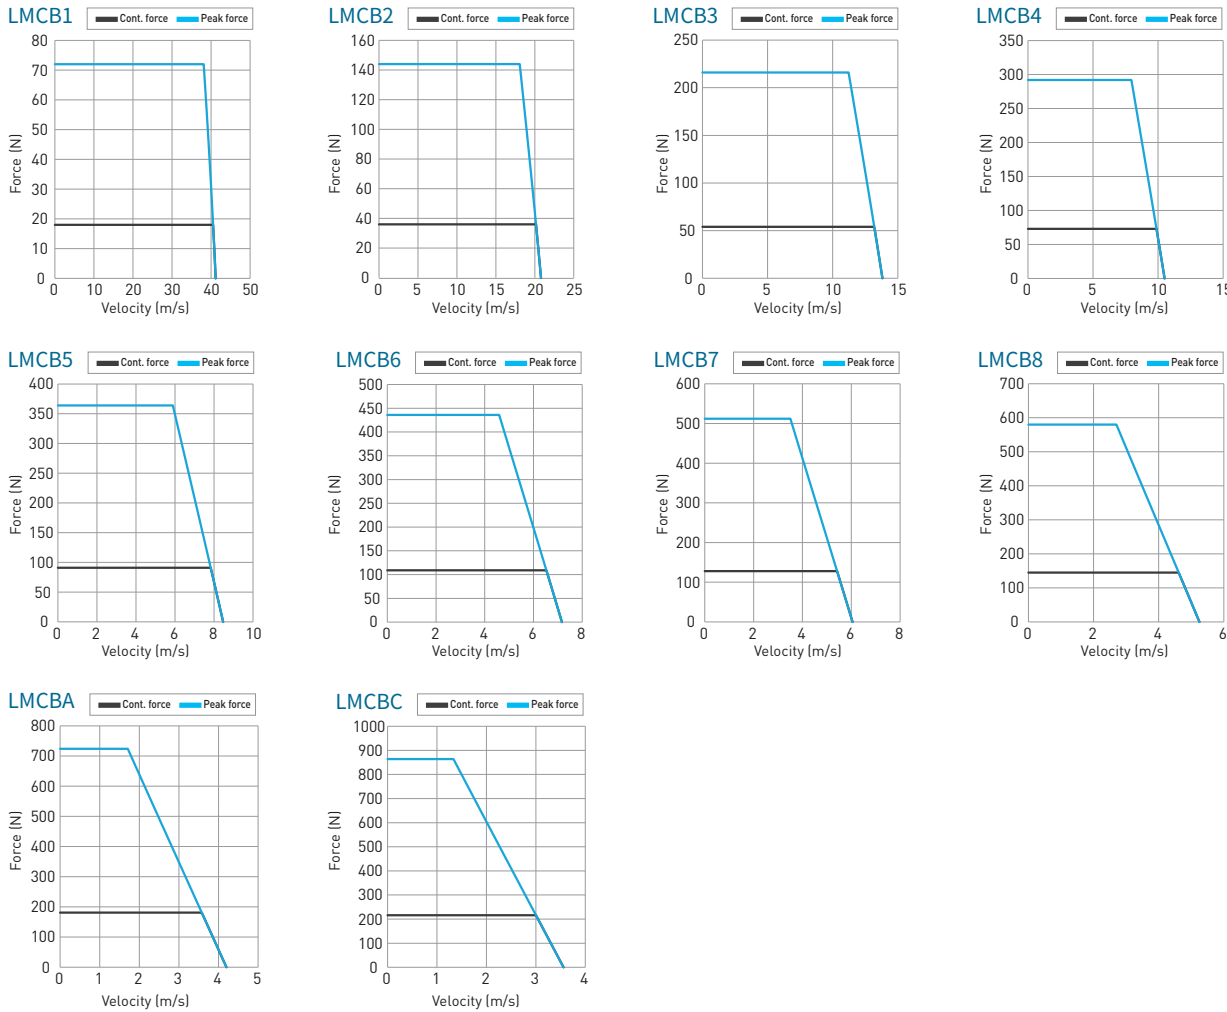 LMCB1
Cont. force Peak force
80
70
60
50
40
30
20
10
0
Force (N)
0 10 20 30 40 50
Velocity (m/s)
LMCB2
Cont. force Peak force
160
140
120
100
80
60
40
20
0
Force (N)
0 5 10 15 20 25
Velocity (m/s)
LMCB3
Cont. force Peak force
250
200
150
100
50
0
Force (N)
0 5 10 15
Velocity (m/s)
LMCB4
Cont. force Peak force
350
300
250
200
150
100
50
0
Force (N)
0 5 10 15
Velocity (m/s)
LMCB5
Cont. force Peak force
400
350
300
250
200
150
100
50
0
Force (N)
0 2 4 6 8 10
Velocity (m/s)
LMCB6
Cont. force Peak force
500
450
400
350
300
250
200
150
100
50
0
Force (N)
0 2 4 6 8
Velocity (m/s)
LMCB7
Cont. force Peak force
600
500
400
300
200
100
0
Force (N)
0 2 4 6 8
Velocity (m/s)
LMCB8
Cont. force Peak force
700
600
500
400
300
200
100
0
Force (N)
0 2 4 6
Velocity (m/s)
LMCBA
Cont. force Peak force
800
700
600
500
400
300
200
100
0
Force (N)
0 1 2 3 4 5
Velocity (m/s)
LMCBC
Cont. force Peak force
1000
900
800
700
600
500
400
300
200
100
0
Force (N)
0 1 2 3 4
Velocity (m/s)